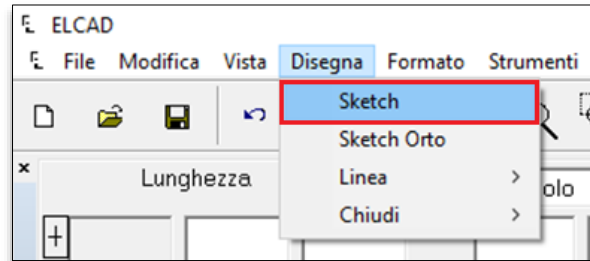 ELCAD
File Modifica Vista Disegna Formato Strumenti
Sketch
Sketch Orto
Linea
Chiudi
Lunghezza
olo